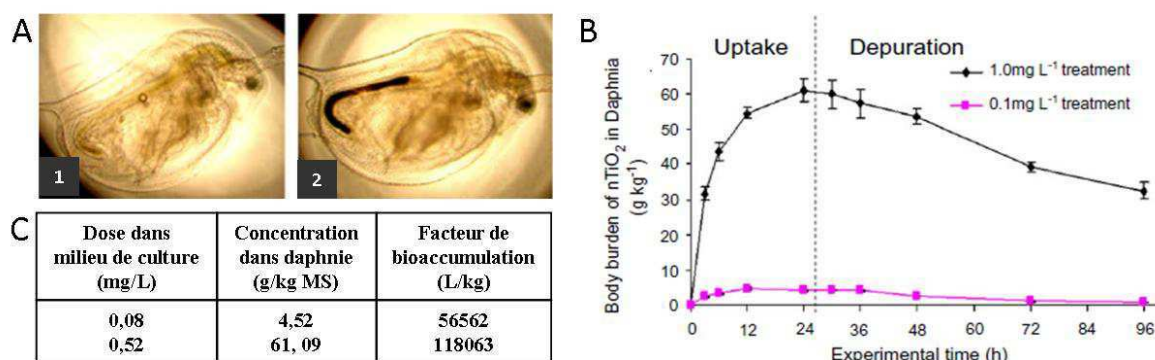 A
1
2
B
Uptake
Depuration
1.0mg L⁻¹ treatment
0.1mg L⁻¹ treatment
Body burden of nTiO₂ in Daphnia
(g kg⁻¹)
70
60
50
40
30
20
10
0
0
12
24
36
48
60
72
84
96
Experimental time (h)
C
Dose dans
milieu de culture
(mg/L)
Concentration
dans daphnie
(g/kg MS)
Facteur de
bioaccumulation
(L/kg)
0,08
4,52
56562
0,52
61, 09
118063